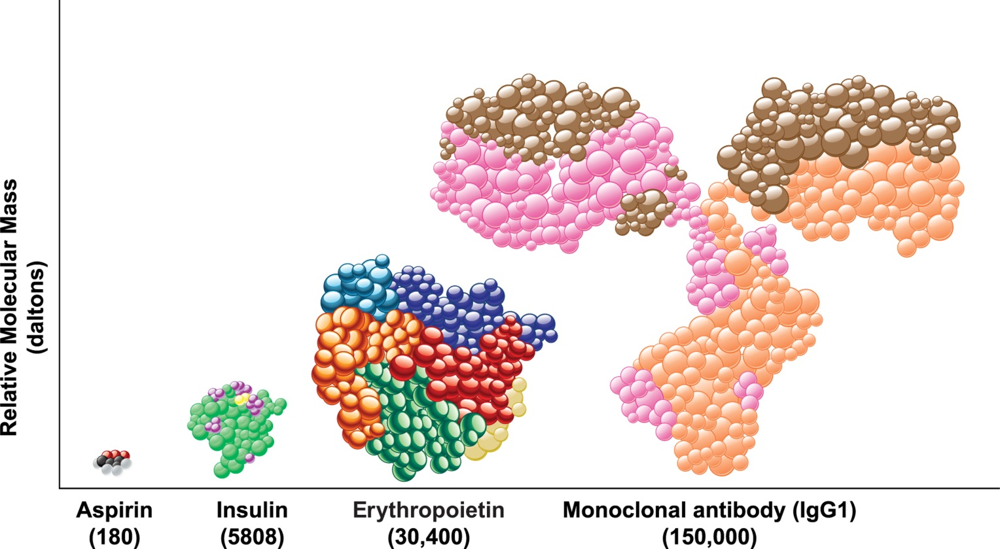 Relative Molecular Mass
(daltons)
Aspirin
(180)
Insulin
(5808)
Erythropoietin
(30,400)
Monoclonal antibody (IgG1)
(150,000)